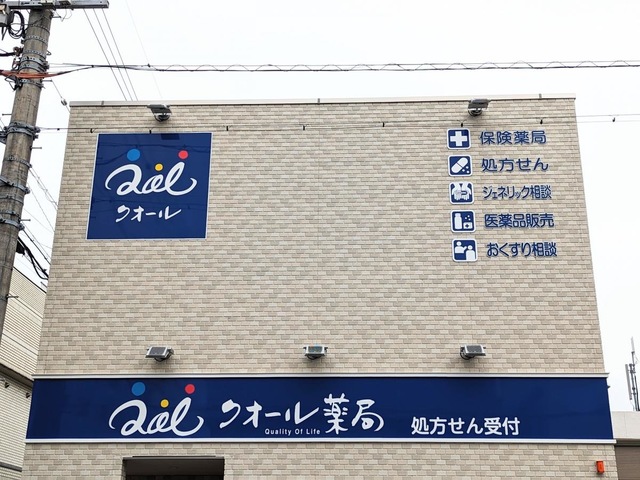 Qol
クオール
保険薬局
処方せん
ジェネリック相談
医薬品販売
おくすり相談
Qol クオール薬局 処方せん受付
Quality Of Life